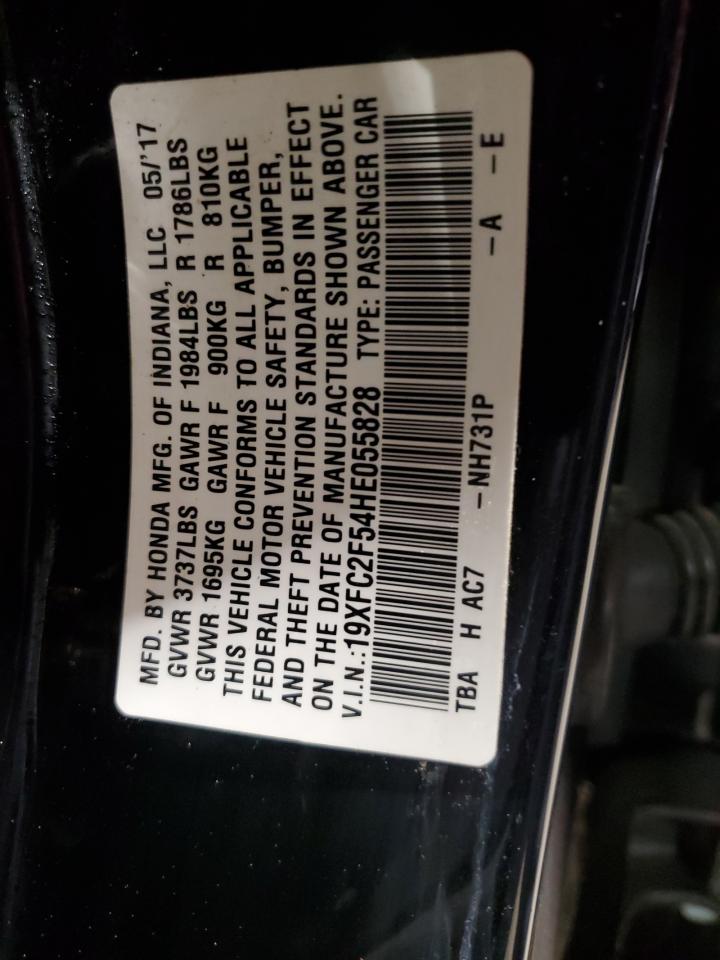 MFD. BY HONDA MFG. OF INDIANA, LLC 05/'17
GVWR 3737LBS GAWR F 1984LBS R 1786LBS
GVWR 1695KG GAWR F 900KG R 810KG
THIS VEHICLE CONFORMS TO ALL APPLICABLE
FEDERAL MOTOR VEHICLE SAFETY, BUMPER,
AND THEFT PREVENTION STANDARDS IN EFFECT
ON THE DATE OF MANUFACTURE SHOWN ABOVE.
V.I.N.:19XFC2F54HE055828 TYPE: PASSENGER CAR
TBA H AC7 -NH731P -A -E